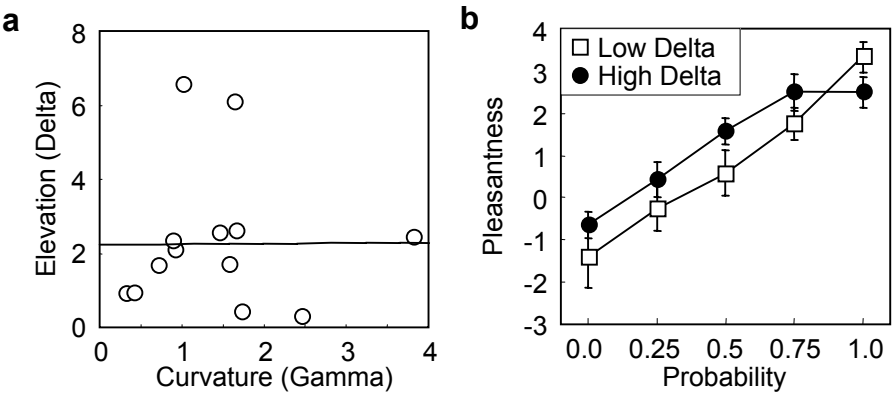 a
8
6
4
2
0
Elevation (Delta)
0 1 2 3 4
Curvature (Gamma)
b
4
3
2
1
0
-1
-2
-3
Pleasantness
Low Delta
High Delta
0.0 0.25 0.5 0.75 1.0
Probability